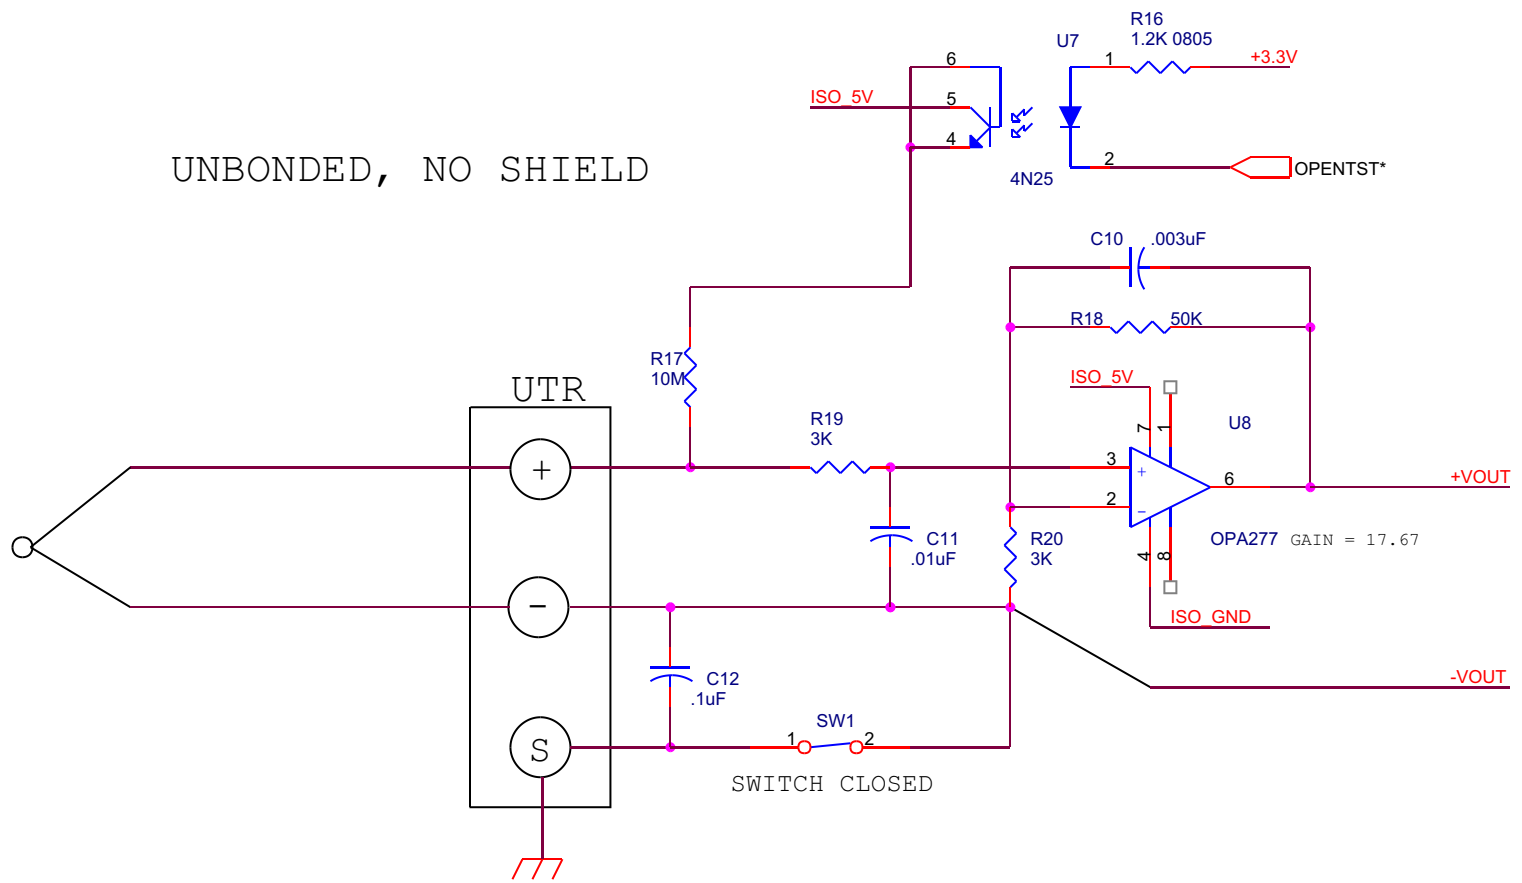 R16
1.2K 0805
U7
1
+3.3V
6
ISO_5V
5
4
2
OPENTST*
4N25
UNBONDED, NO SHIELD
C10
.003uF
R18
50K
R17
10M
UTR
ISO_5V
R19
3K
7
1
U8
+
3
+
6
+VOUT
2
-
OPA277
GAIN = 17.67
C11
.01uF
R20
3K
4
8
-
ISO_GND
C12
.1uF
-VOUT
SW1
1
2
S
SWITCH CLOSED